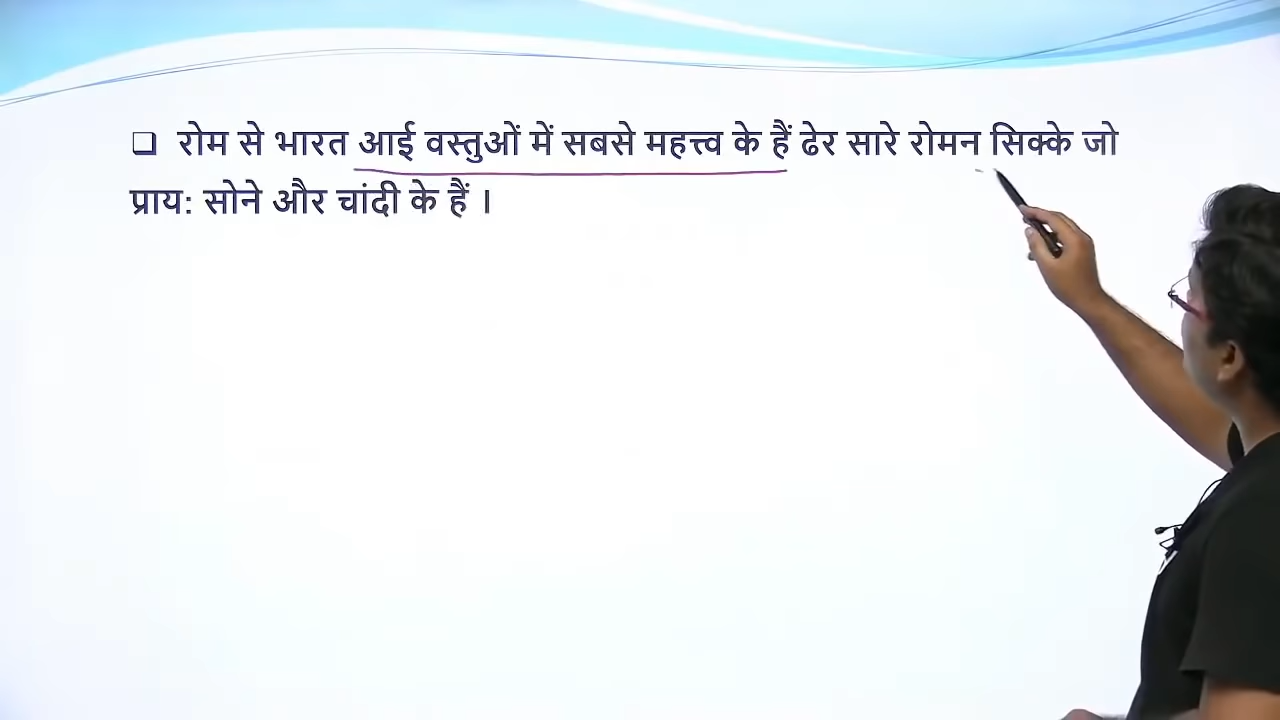 ❑ रोम से भारत आई वस्तुओं में सबसे महत्त्व के हैं ढेर सारे रोमन सिक्के जो
प्राय: सोने और चांदी के हैं ।